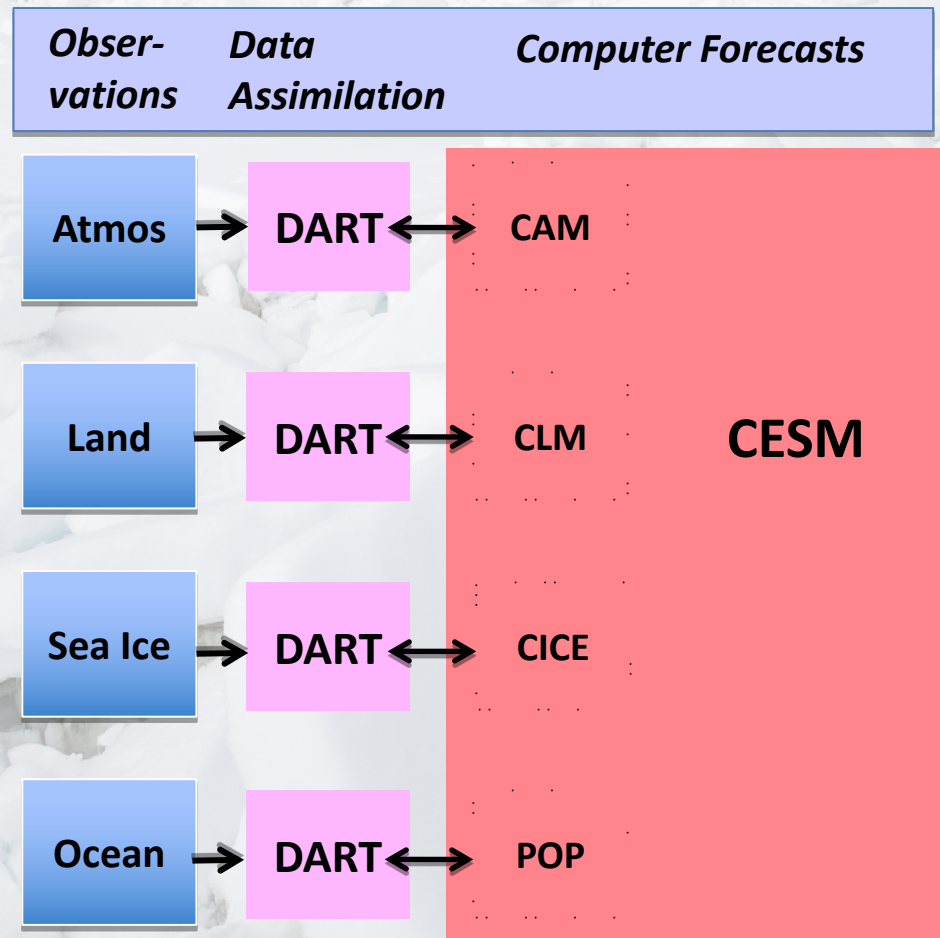 Obser-
vations
Data
Assimilation
Computer Forecasts
Atmos
DART
CAM
Land
DART
CLM
CESM
Sea Ice
DART
CICE
Ocean
DART
POP